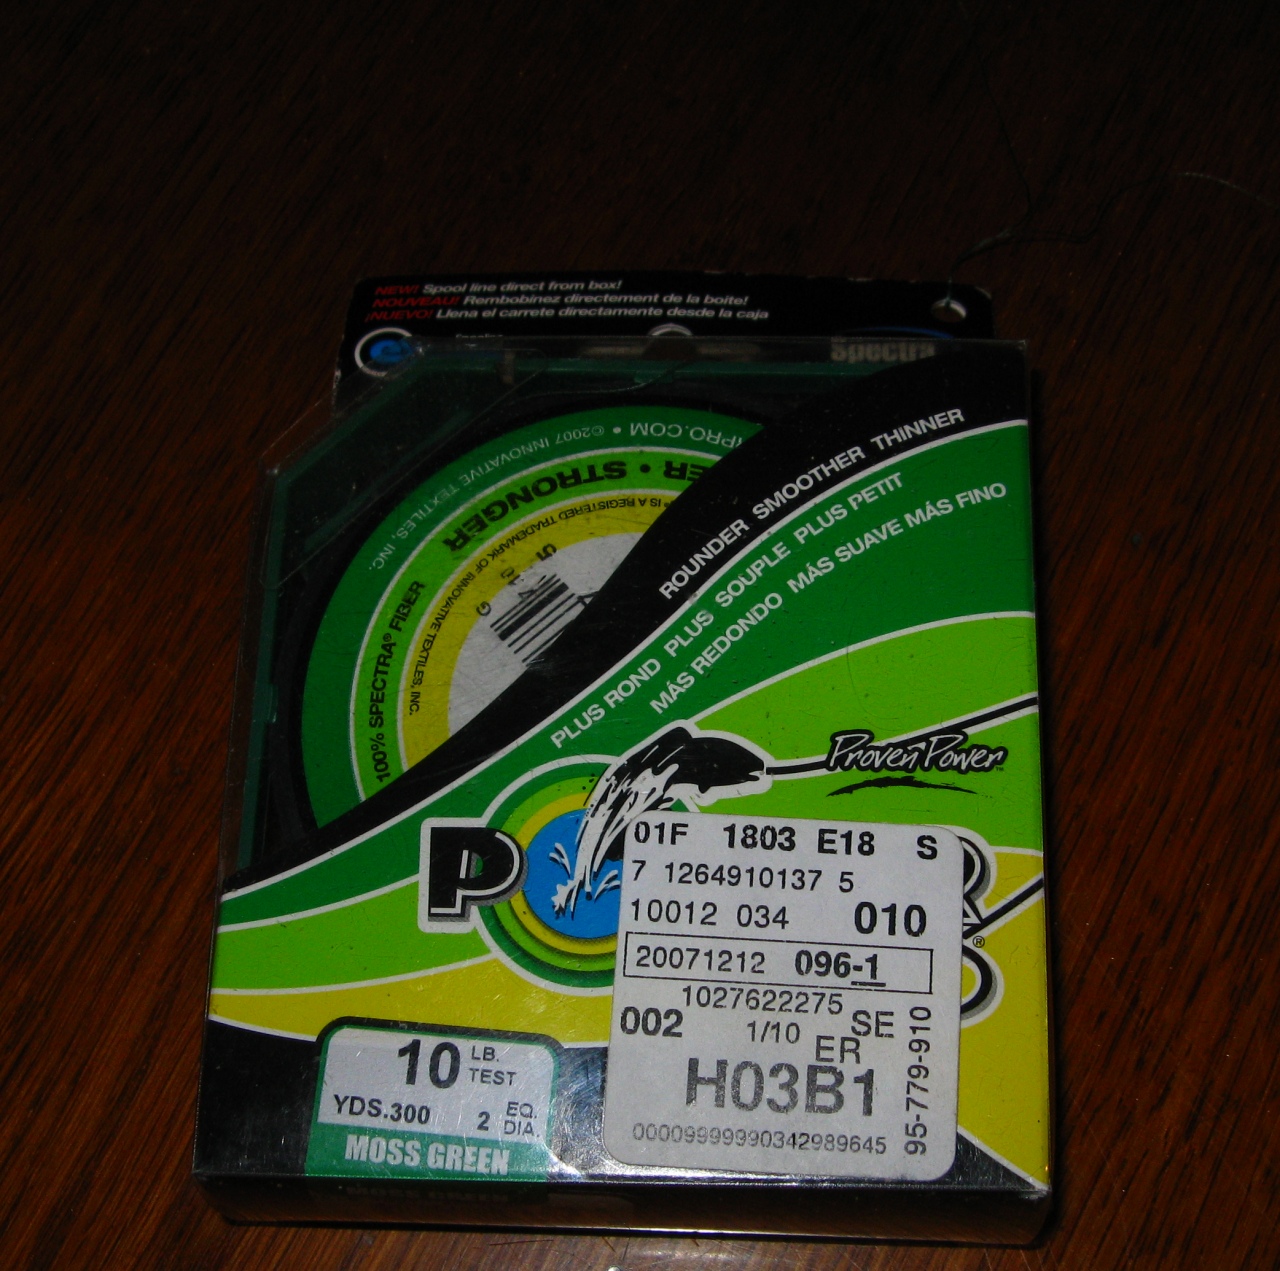 NEW! Spool line direct from box!
NOUVEAU! Rembobinez directement de la boite!
¡NUEVO! Llena el carrete directamente desde la caja
Spectra
PRO.COM • ©2007 INNOVATIVE TEXTILES, INC.
ER • STRONGER
IS A REGISTERED TRADEMARK OF INNOVATIVE TEXTILES, INC.
100% SPECTRA® FIBER
ROUNDER SMOOTHER THINNER
PLUS ROND PLUS SOUPLE PLUS PETIT
MÁS REDONDO MÁS SUAVE MÁS FINO
Proven Power™
P R
®
01F 1803 E18 S
7 1264910137 5
10012 034 010
20071212 096-1
1027622275
002 1/10 SE
ER
H03B1
00009999990342989645
95-779-910
10 LB. TEST
YDS.300 2 EQ. DIA.
MOSS GREEN